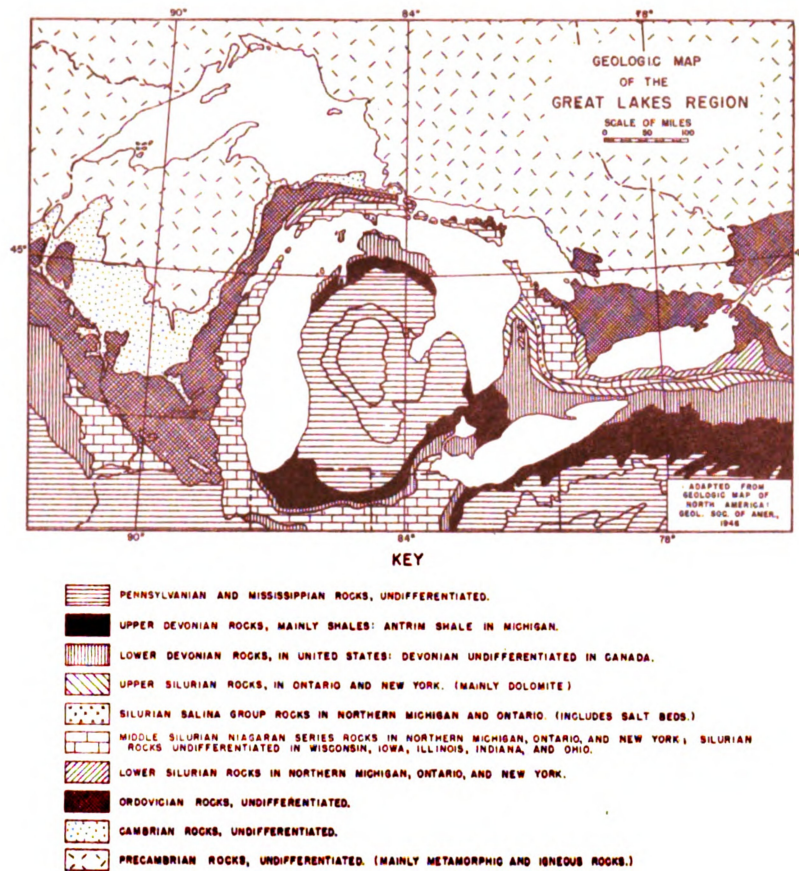 90°
84°
78°
GEOLOGIC MAP
OF THE
GREAT LAKES REGION
SCALE OF MILES
0 50 100
45°
45°
ADAPTED FROM
GEOLOGIC MAP OF
NORTH AMERICA:
GEOL. SOC. OF AMER.,
1946
90°
84°
78°
KEY
PENNSYLVANIAN AND MISSISSIPPIAN ROCKS, UNDIFFERENTIATED.
UPPER DEVONIAN ROCKS, MAINLY SHALES: ANTRIM SHALE IN MICHIGAN.
LOWER DEVONIAN ROCKS, IN UNITED STATES: DEVONIAN UNDIFFERENTIATED IN CANADA.
UPPER SILURIAN ROCKS, IN ONTARIO AND NEW YORK. (MAINLY DOLOMITE)
SILURIAN SALINA GROUP ROCKS IN NORTHERN MICHIGAN AND ONTARIO. (INCLUDES SALT BEDS.)
MIDDLE SILURIAN NIAGARAN SERIES ROCKS IN NORTHERN MICHIGAN, ONTARIO, AND NEW YORK; SILURIAN
ROCKS UNDIFFERENTIATED IN WISCONSIN, IOWA, ILLINOIS, INDIANA, AND OHIO.
LOWER SILURIAN ROCKS IN NORTHERN MICHIGAN, ONTARIO, AND NEW YORK.
ORDOVICIAN ROCKS, UNDIFFERENTIATED.
CAMBRIAN ROCKS, UNDIFFERENTIATED.
PRECAMBRIAN ROCKS, UNDIFFERENTIATED. (MAINLY METAMORPHIC AND IGNEOUS ROCKS.)